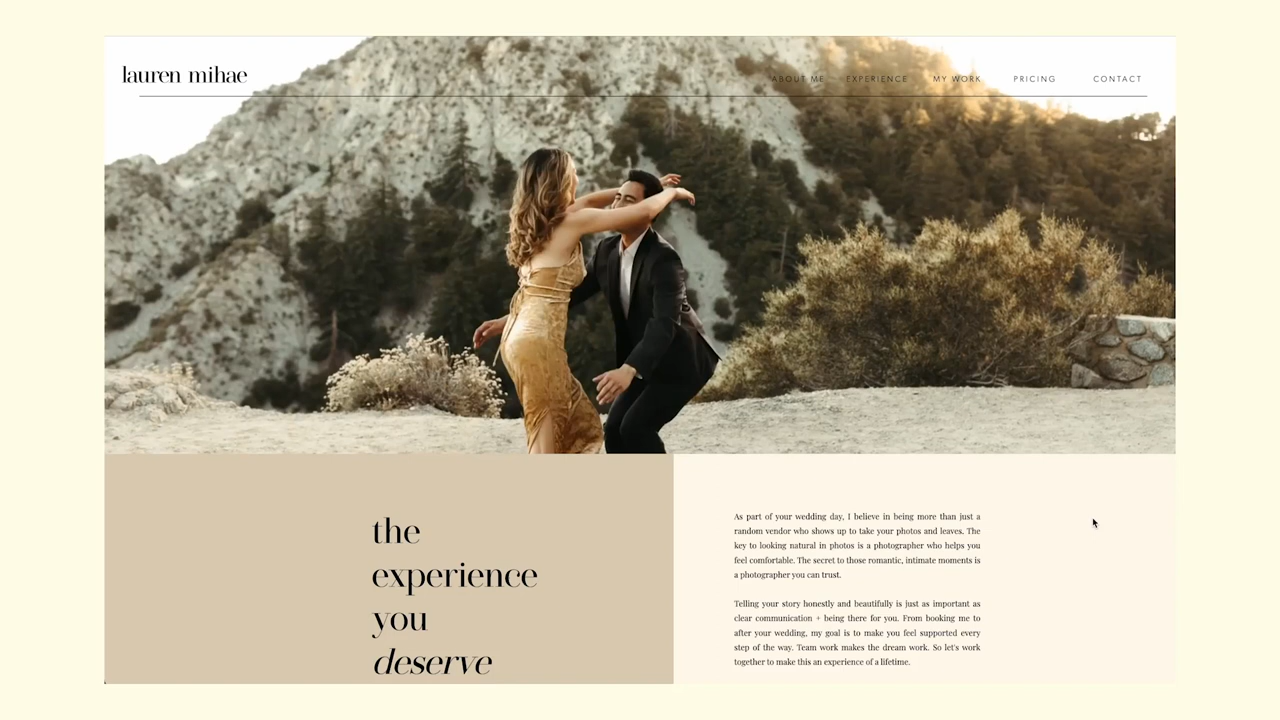 lauren mihae
ABOUT ME EXPERIENCE MY WORK PRICING CONTACT
the
experience
you
deserve
As part of your wedding day, I believe in being more than just a
random vendor who shows up to take your photos and leaves. The
key to looking natural in photos is a photographer who helps you
feel comfortable. The secret to those romantic, intimate moments is
a photographer you can trust.
Telling your story honestly and beautifully is just as important as
clear communication + being there for you. From booking me to
after your wedding, my goal is to make you feel supported every
step of the way. Team work makes the dream work. So let's work
together to make this an experience of a lifetime.